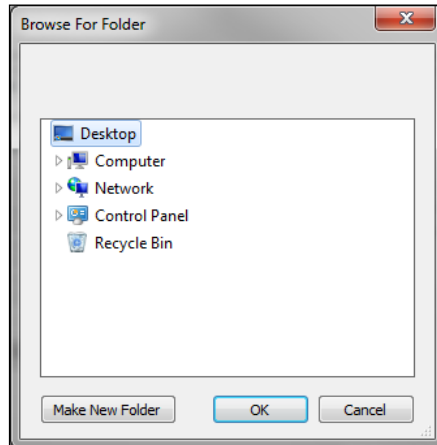 Browse For Folder
Desktop
Computer
Network
Control Panel
Recycle Bin
Make New Folder OK Cancel